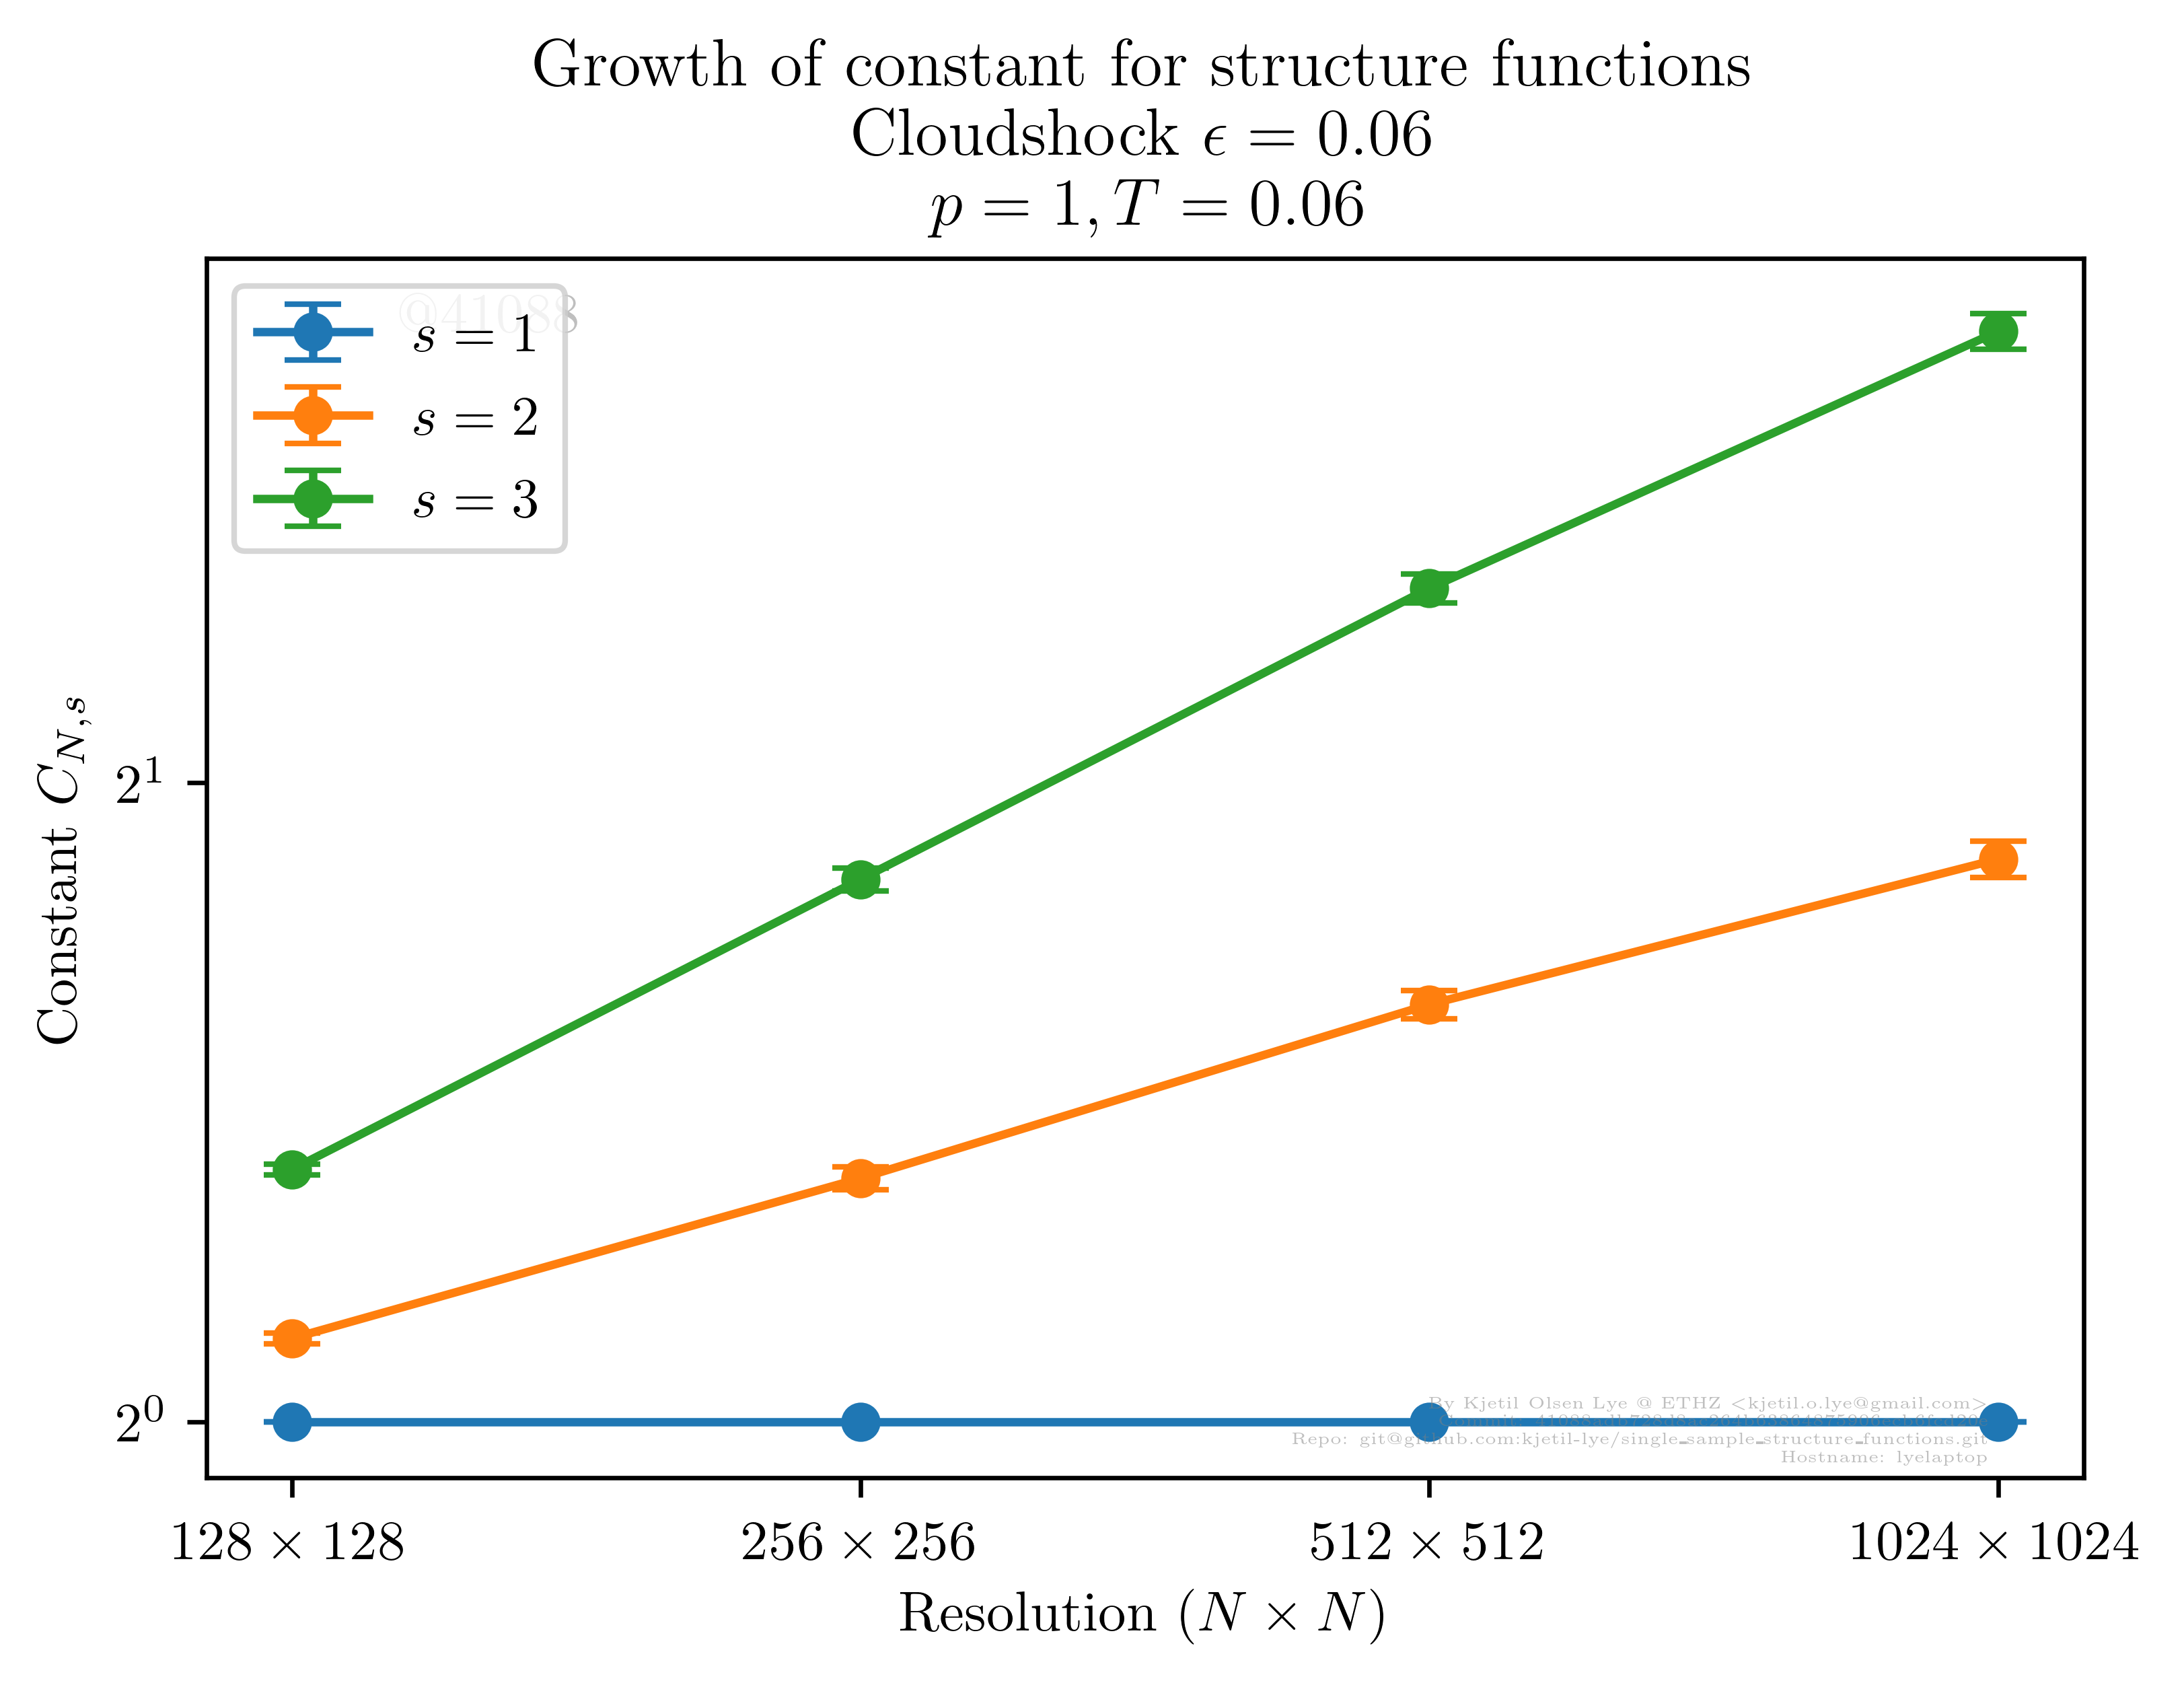 Growth of constant for structure functions
Cloudshock ϵ = 0.06
p = 1, T = 0.06
@41088
s = 1
s = 2
s = 3
Constant C_{N,s}
2^1
2^0
By Kjetil Olsen Lye @ ETHZ <kjetil.o.lye@gmail.com>
Repo: git@github.com:kjetil-lye/single_sample_structure_functions.git
Hostname: lyelaptop
128 × 128
256 × 256
512 × 512
1024 × 1024
Resolution (N × N)